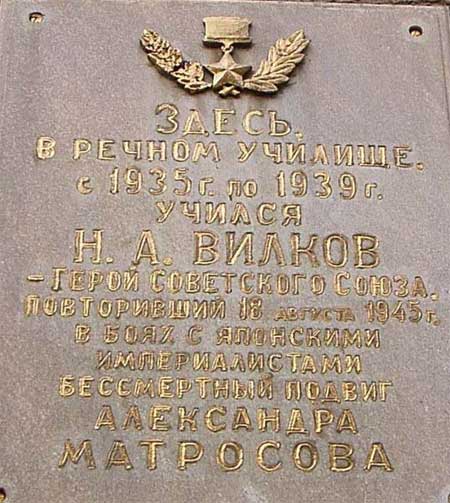 ЗДЕСЬ,
В РЕЧНОМ УЧИЛИЩЕ.
с 1935г. по 1939г.
УЧИЛСЯ
Н. А. ВИЛКОВ
– ГЕРОЙ СОВЕТСКОГО СОЮЗА.
ПОВТОРИВШИЙ 18 АВГУСТА 1945г.
В БОЯХ С ЯПОНСКИМИ
ИМПЕРИАЛИСТАМИ
БЕССМЕРТНЫЙ ПОДВИГ
АЛЕКСАНДРА
МАТРОСОВА